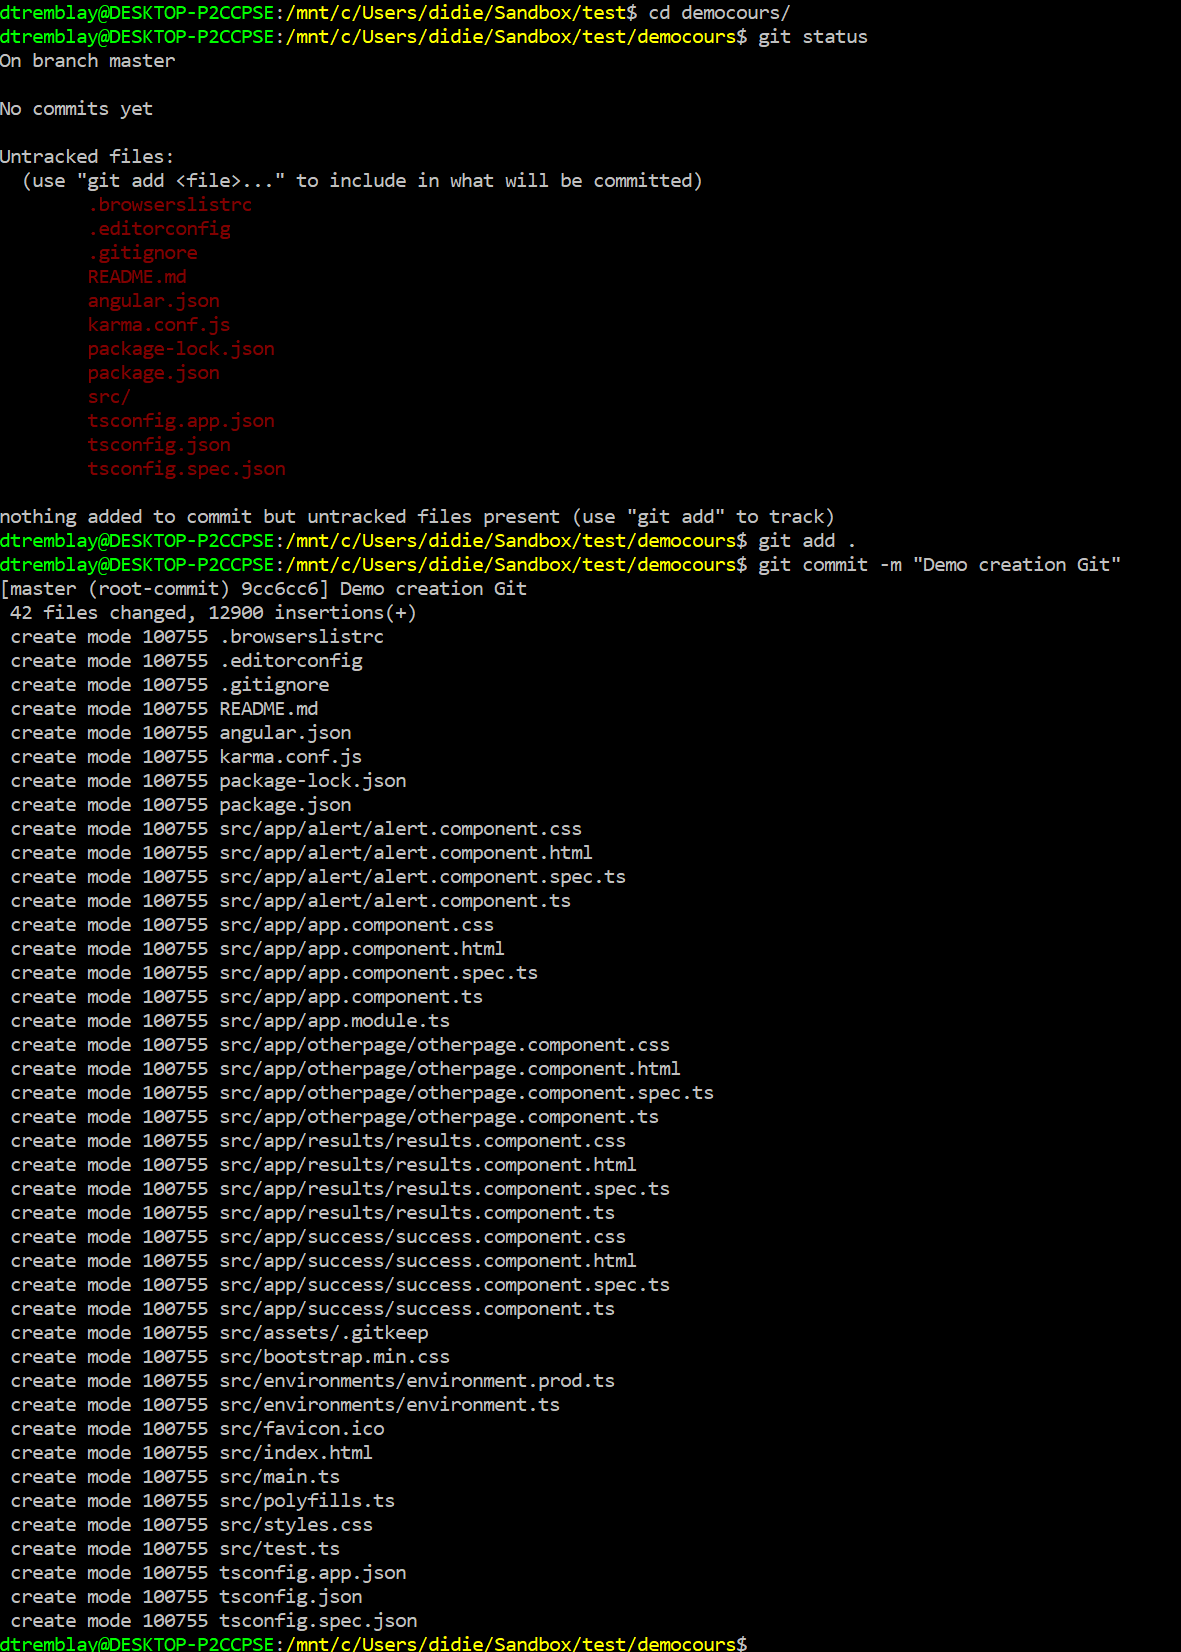 dtremblay@DESKTOP-P2CCPSE:/mnt/c/Users/didie/Sandbox/test$ cd democours/
dtremblay@DESKTOP-P2CCPSE:/mnt/c/Users/didie/Sandbox/test/democours$ git status
On branch master

No commits yet

Untracked files:
  (use "git add <file>..." to include in what will be committed)
        .browserslistrc
        .editorconfig
        .gitignore
        README.md
        angular.json
        karma.conf.js
        package-lock.json
        package.json
        src/
        tsconfig.app.json
        tsconfig.json
        tsconfig.spec.json

nothing added to commit but untracked files present (use "git add" to track)
dtremblay@DESKTOP-P2CCPSE:/mnt/c/Users/didie/Sandbox/test/democours$ git add .
dtremblay@DESKTOP-P2CCPSE:/mnt/c/Users/didie/Sandbox/test/democours$ git commit -m "Demo creation Git"
[master (root-commit) 9cc6cc6] Demo creation Git
 42 files changed, 12900 insertions(+)
 create mode 100755 .browserslistrc
 create mode 100755 .editorconfig
 create mode 100755 .gitignore
 create mode 100755 README.md
 create mode 100755 angular.json
 create mode 100755 karma.conf.js
 create mode 100755 package-lock.json
 create mode 100755 package.json
 create mode 100755 src/app/alert/alert.component.css
 create mode 100755 src/app/alert/alert.component.html
 create mode 100755 src/app/alert/alert.component.spec.ts
 create mode 100755 src/app/alert/alert.component.ts
 create mode 100755 src/app/app.component.css
 create mode 100755 src/app/app.component.html
 create mode 100755 src/app/app.component.spec.ts
 create mode 100755 src/app/app.component.ts
 create mode 100755 src/app/app.module.ts
 create mode 100755 src/app/otherpage/otherpage.component.css
 create mode 100755 src/app/otherpage/otherpage.component.html
 create mode 100755 src/app/otherpage/otherpage.component.spec.ts
 create mode 100755 src/app/otherpage/otherpage.component.ts
 create mode 100755 src/app/results/results.component.css
 create mode 100755 src/app/results/results.component.html
 create mode 100755 src/app/results/results.component.spec.ts
 create mode 100755 src/app/results/results.component.ts
 create mode 100755 src/app/success/success.component.css
 create mode 100755 src/app/success/success.component.html
 create mode 100755 src/app/success/success.component.spec.ts
 create mode 100755 src/app/success/success.component.ts
 create mode 100755 src/assets/.gitkeep
 create mode 100755 src/bootstrap.min.css
 create mode 100755 src/environments/environment.prod.ts
 create mode 100755 src/environments/environment.ts
 create mode 100755 src/favicon.ico
 create mode 100755 src/index.html
 create mode 100755 src/main.ts
 create mode 100755 src/polyfills.ts
 create mode 100755 src/styles.css
 create mode 100755 src/test.ts
 create mode 100755 tsconfig.app.json
 create mode 100755 tsconfig.json
 create mode 100755 tsconfig.spec.json
dtremblay@DESKTOP-P2CCPSE:/mnt/c/Users/didie/Sandbox/test/democours$